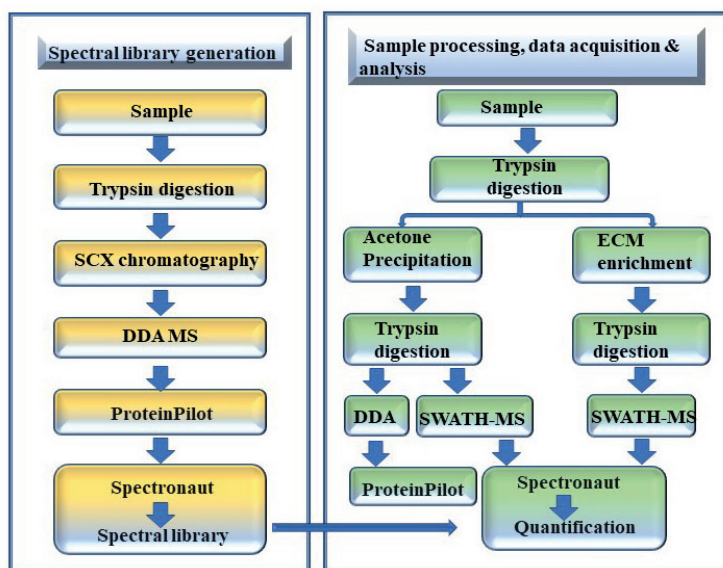 Spectral library generation
Sample
Trypsin digestion
SCX chromatography
DDA MS
ProteinPilot
Spectronaut
Spectral library
Sample processing, data acquisition &
analysis
Sample
Trypsin
digestion
Acetone
Precipitation
ECM
enrichment
Trypsin
digestion
Trypsin
digestion
DDA
SWATH-MS
SWATH-MS
ProteinPilot
Spectronaut
Quantification